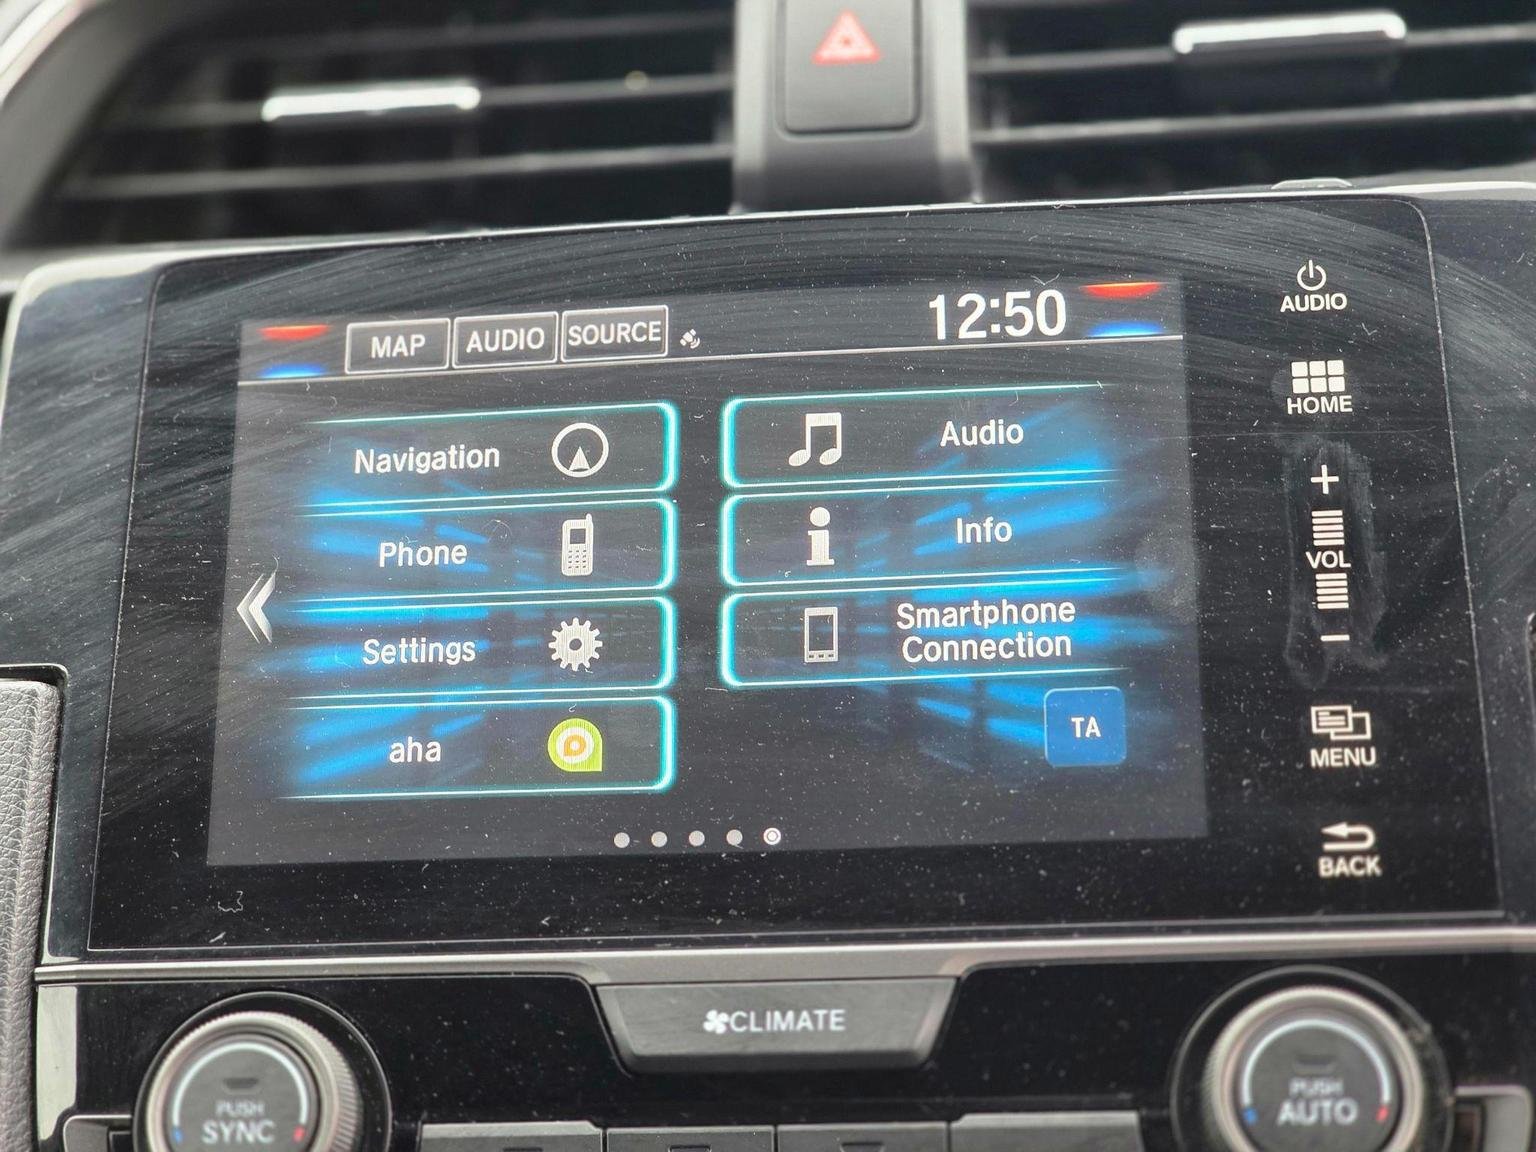 MAP AUDIO SOURCE 12:50
Navigation
Audio
Phone
Info
Settings
Smartphone
Connection
aha
TA
AUDIO
HOME
+
VOL
-
MENU
BACK
CLIMATE
PUSH
SYNC
PUSH
AUTO